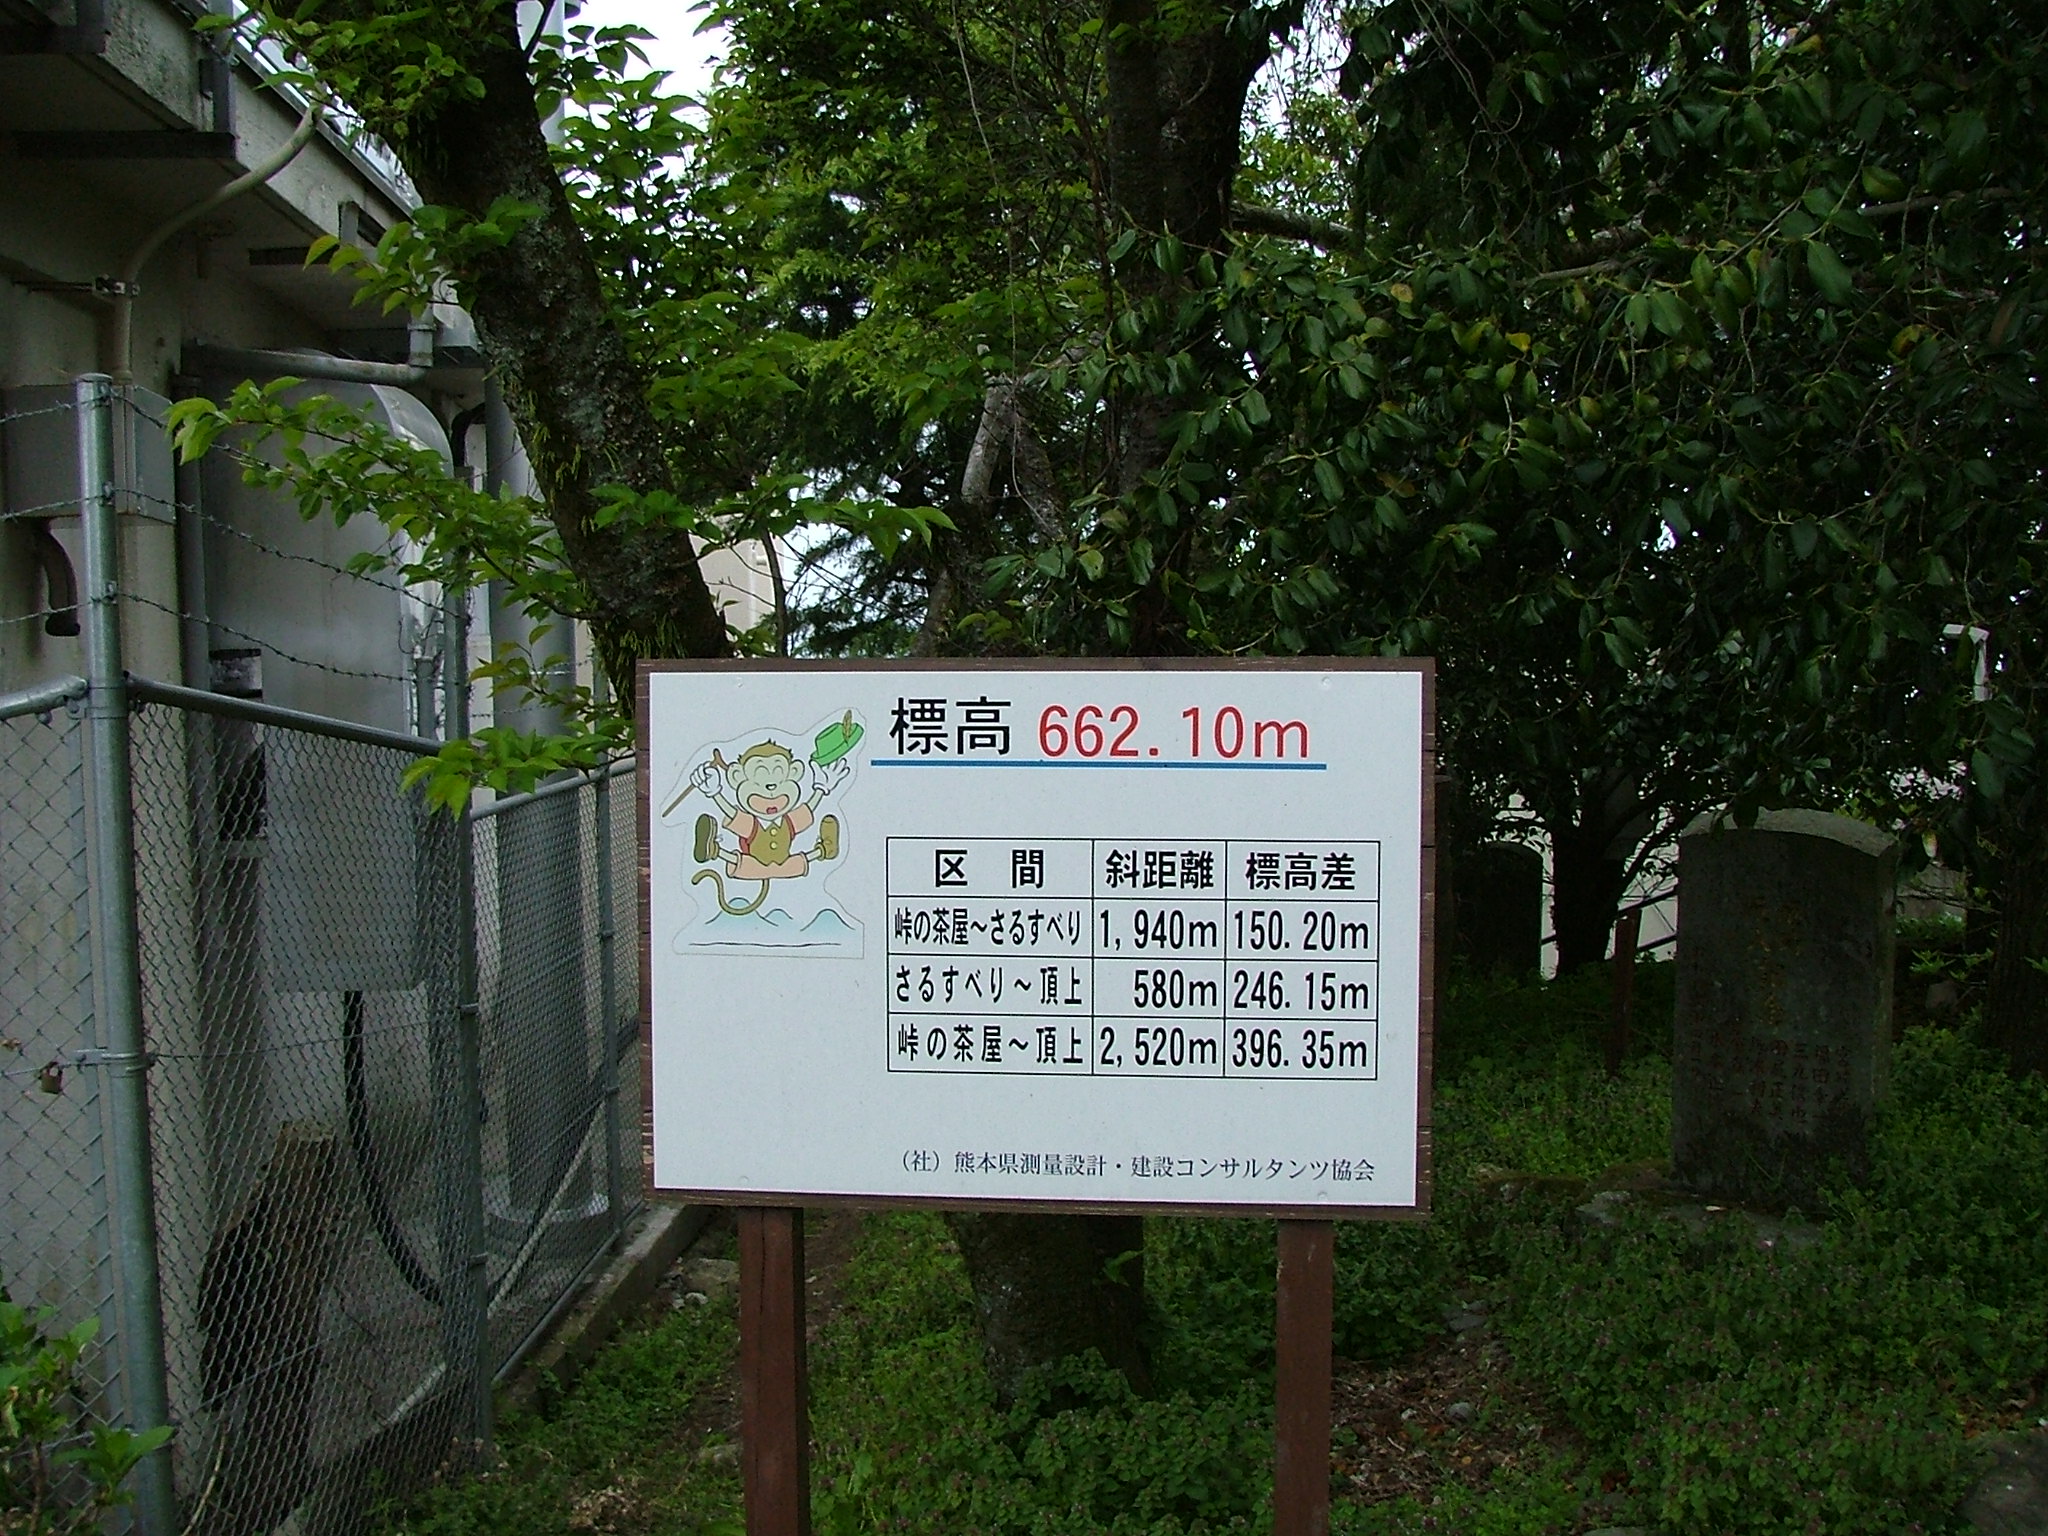 標高 662.10m
区 間 斜距離 標高差
峠の茶屋～さるすべり 1,940m 150.20m
さるすべり～頂上 580m 246.15m
峠の茶屋～頂上 2,520m 396.35m
（社）熊本県測量設計・建設コンサルタンツ協会